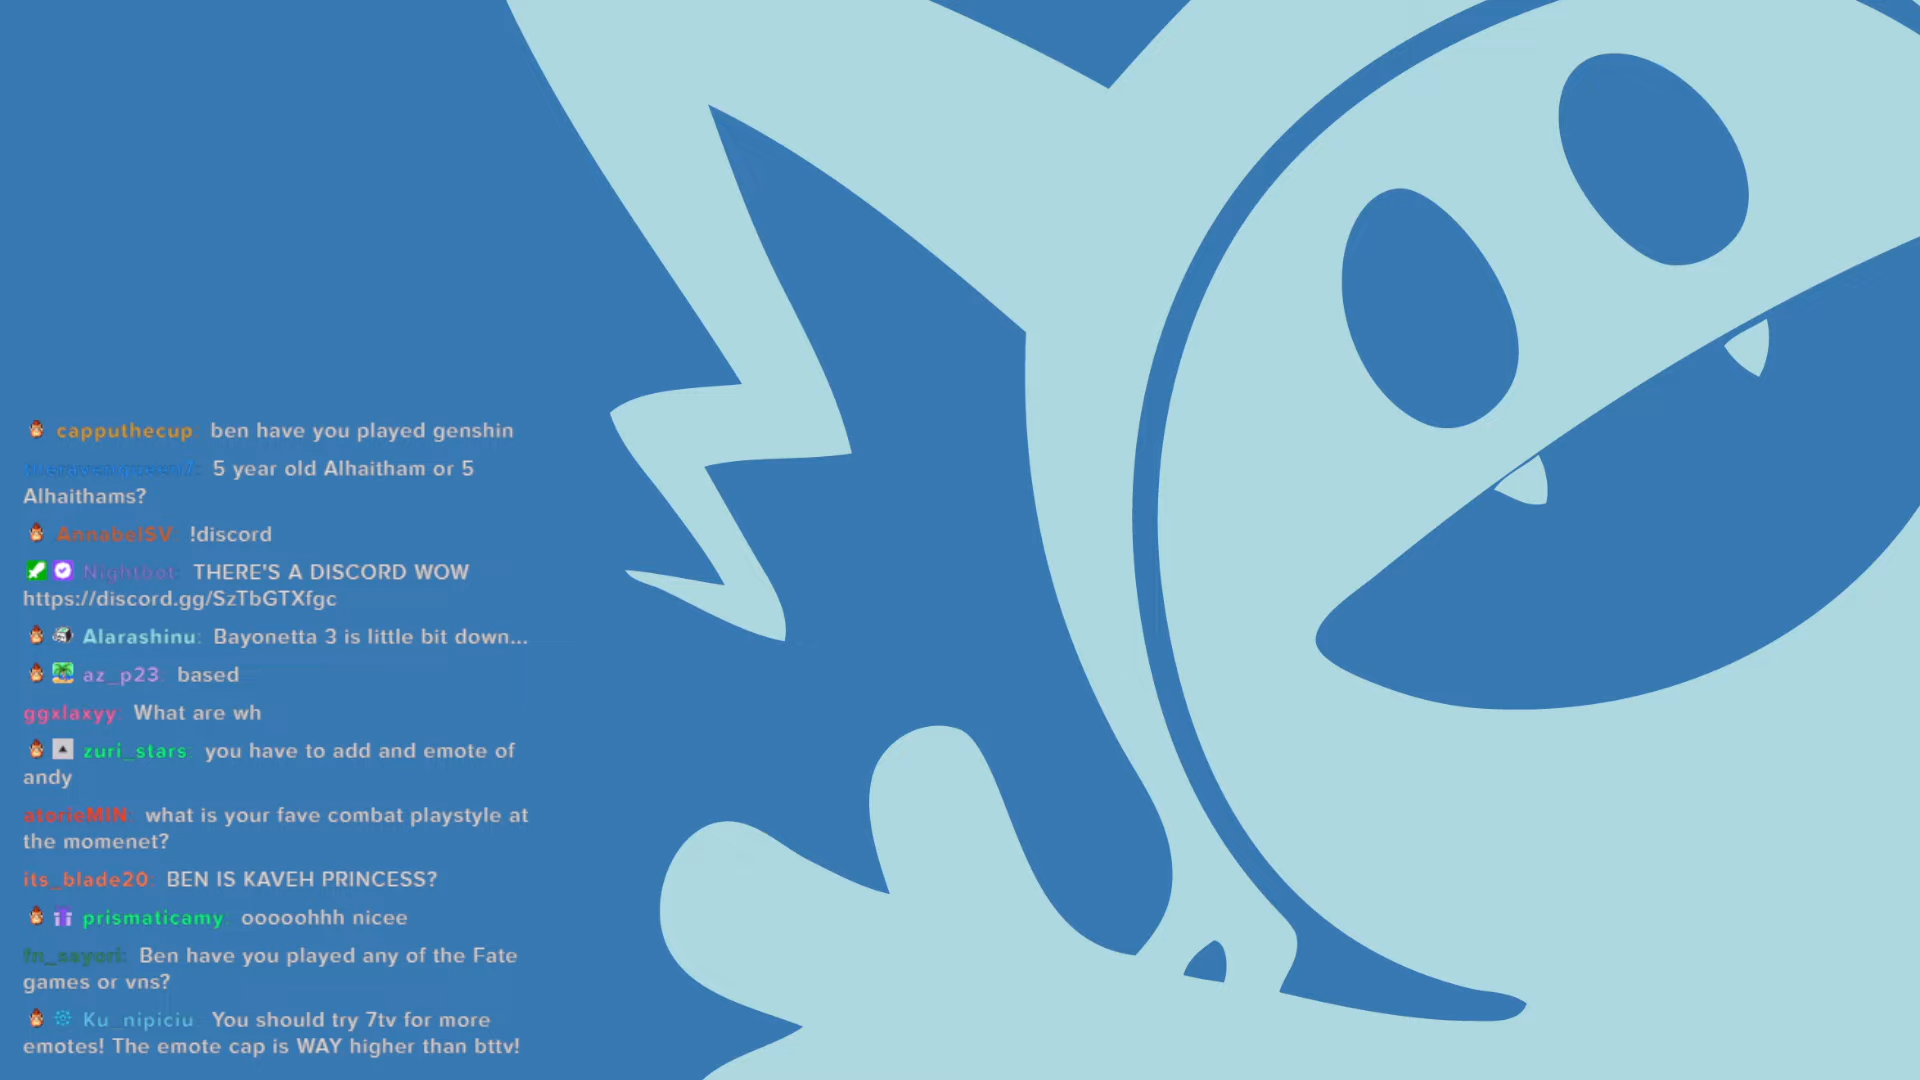 capputhecup: ben have you played genshin
5 year old Alhaitham or 5
Alhaithams?
AnnabelSV: !discord
Nightbot: THERE'S A DISCORD WOW
https://discord.gg/SzTbGTXfgc
Alarashinu: Bayonetta 3 is little bit down...
az_p23: based
ggxlaxyy: What are wh
zuri_stars: you have to add and emote of
andy
atorieMIN: what is your fave combat playstyle at
the momenet?
its_blade20: BEN IS KAVEH PRINCESS?
prismaticamy: ooooohhh nicee
fn_sayori: Ben have you played any of the Fate
games or vns?
Ku_nipiciu: You should try 7tv for more
emotes! The emote cap is WAY higher than bttv!